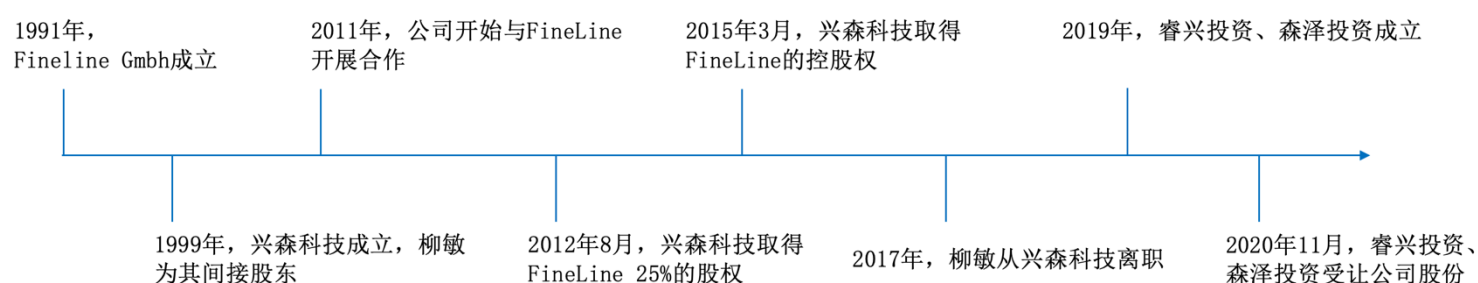 1991年，
Fineline Gmbh成立
2011年，公司开始与FineLine
开展合作
2015年3月，兴森科技取得
FineLine的控股权
2019年，睿兴投资、森泽投资成立
1999年，兴森科技成立，柳敏
为其间接股东
2012年8月，兴森科技取得
FineLine 25%的股权
2017年，柳敏从兴森科技离职
2020年11月，睿兴投资、
森泽投资受让公司股份